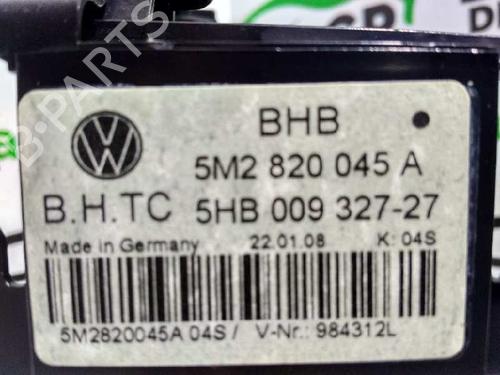 BHB
5M2 820 045 A
B.H.TC 5HB 009 327-27
Made in Germany 22.01.08 K: 04S
5M2820045A 04S / V-Nr.: 984312L
B-PARTS